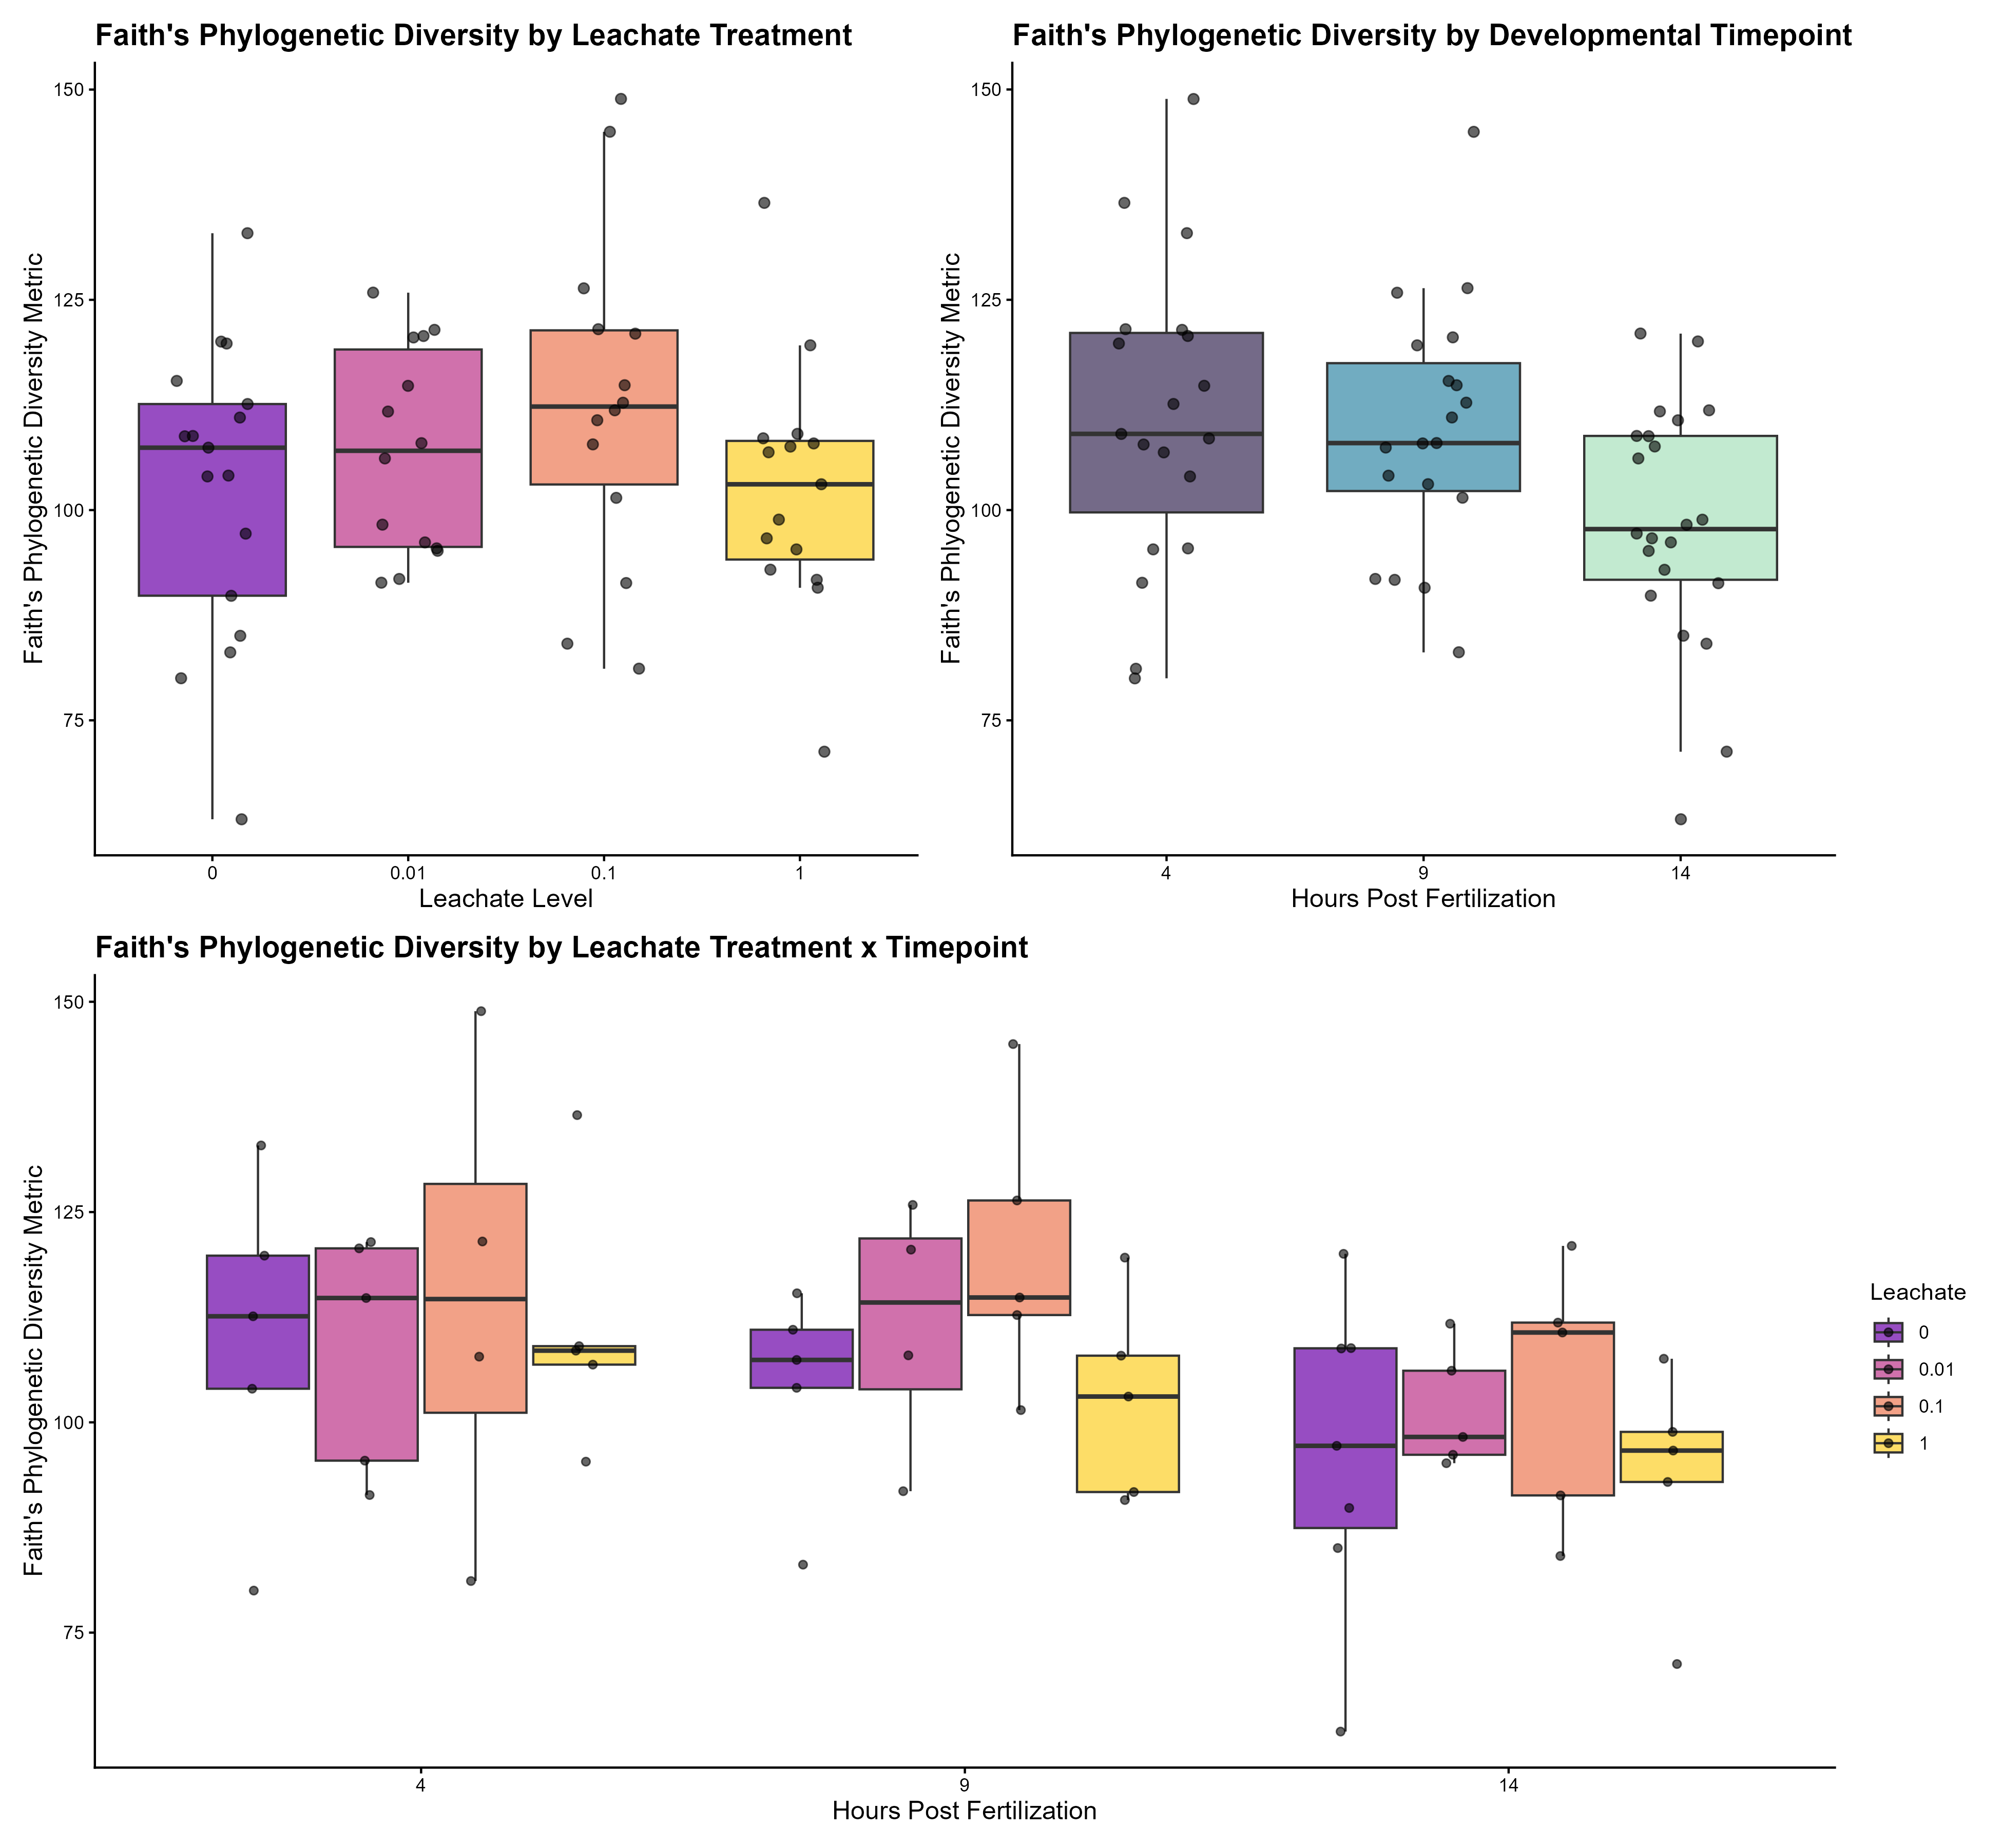 Faith's Phylogenetic Diversity by Leachate Treatment
Faith's Phylogenetic Diversity Metric
150
125
100
75
0
0.01
0.1
1
Leachate Level
Faith's Phylogenetic Diversity by Developmental Timepoint
Faith's Phlyogenetic Diversity Metric
150
125
100
75
4
9
14
Hours Post Fertilization
Faith's Phylogenetic Diversity by Leachate Treatment x Timepoint
Faith's Phylogenetic Diversity Metric
150
125
100
75
4
9
14
Hours Post Fertilization
Leachate
0
0.01
0.1
1